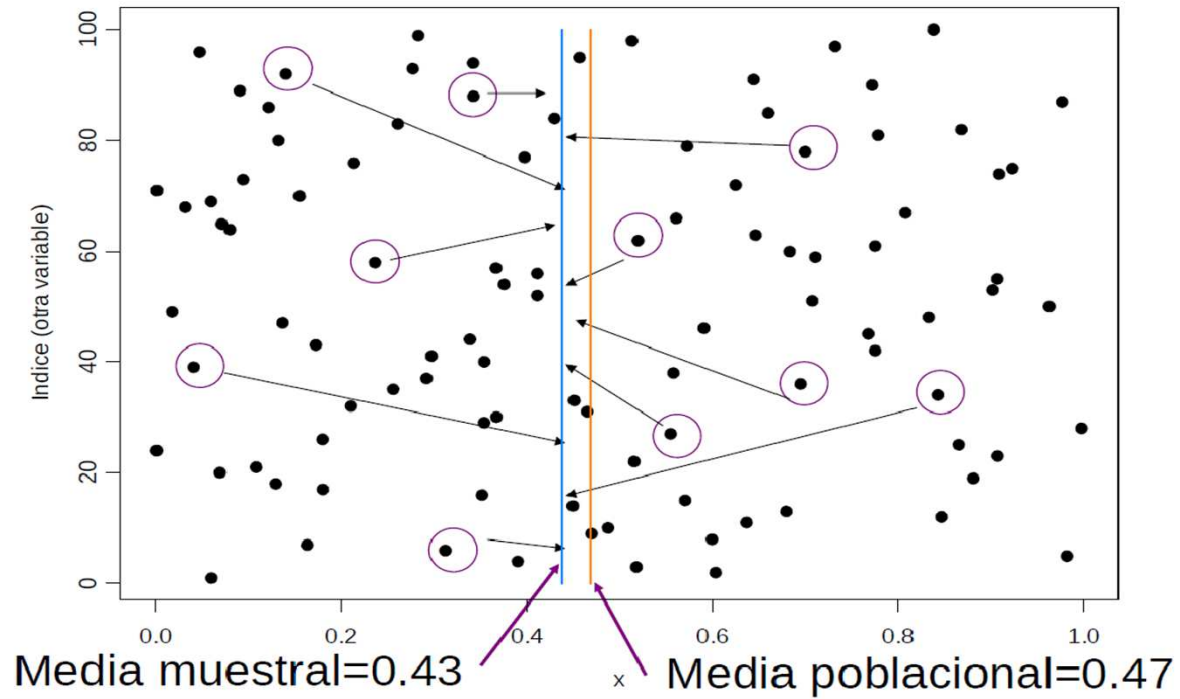 100
80
60
40
20
0
Indice (otra variable)
0.0 0.2 0.4 0.6 0.8 1.0
Media muestral=0.43
x
Media poblacional=0.47